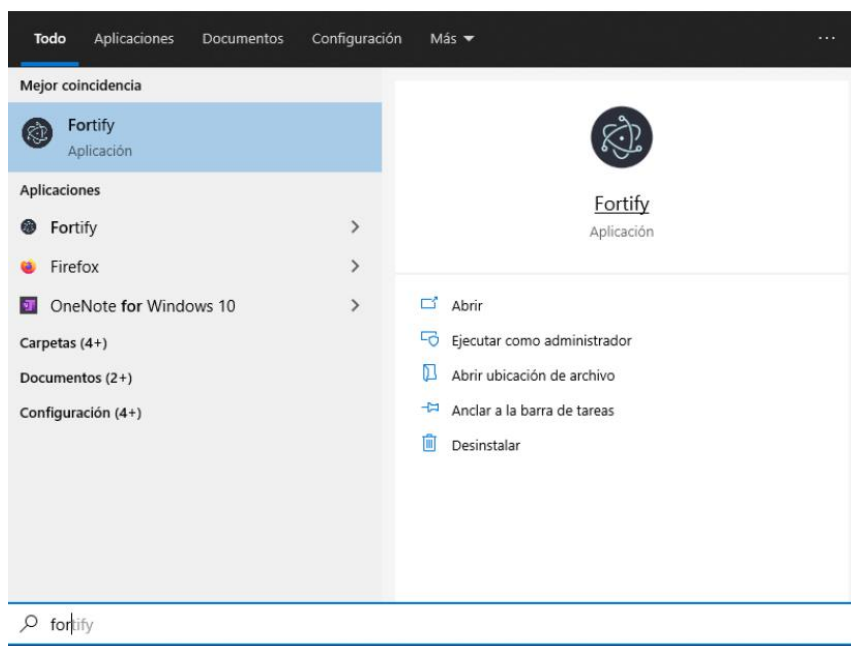 Todo Aplicaciones Documentos Configuración Más ...
Mejor coincidencia
Fortify
Aplicación
Aplicaciones
Fortify
Firefox
OneNote for Windows 10
Carpetas (4+)
Documentos (2+)
Configuración (4+)
Fortify
Aplicación
Abrir
Ejecutar como administrador
Abrir ubicación de archivo
Anclar a la barra de tareas
Desinstalar
fortify